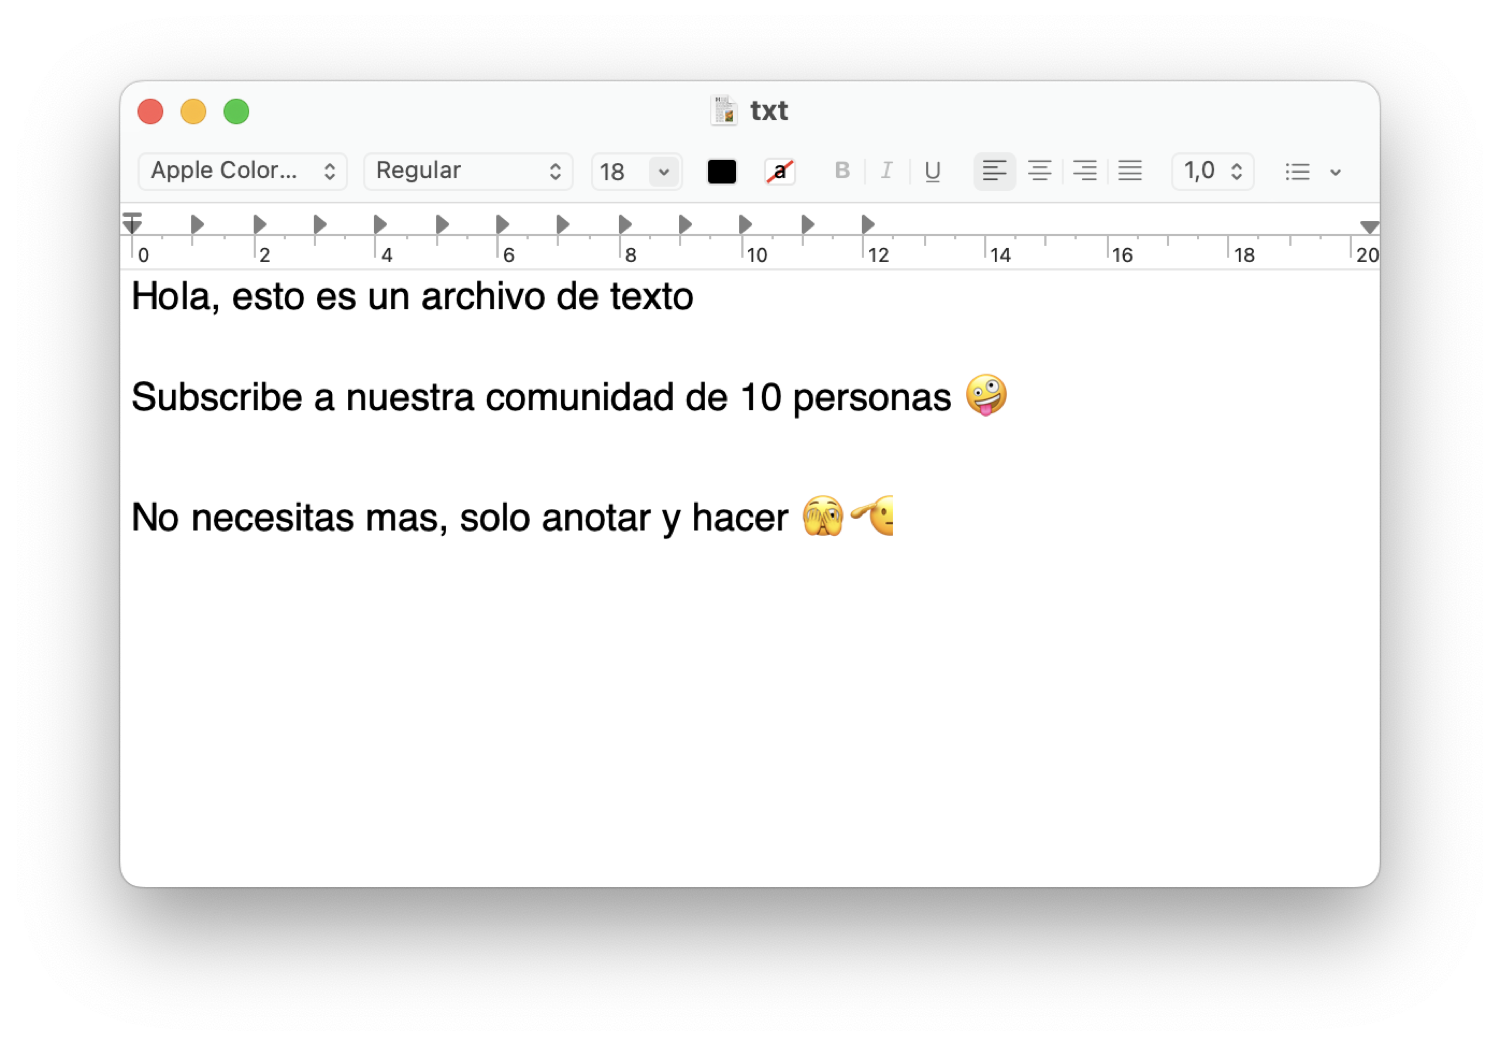 txt
Apple Color... Regular 18 a B I U 1,0
0 2 4 6 8 10 12 14 16 18 20
Hola, esto es un archivo de texto
Subscribe a nuestra comunidad de 10 personas 🤪
No necesitas mas, solo anotar y hacer 🫣🫡